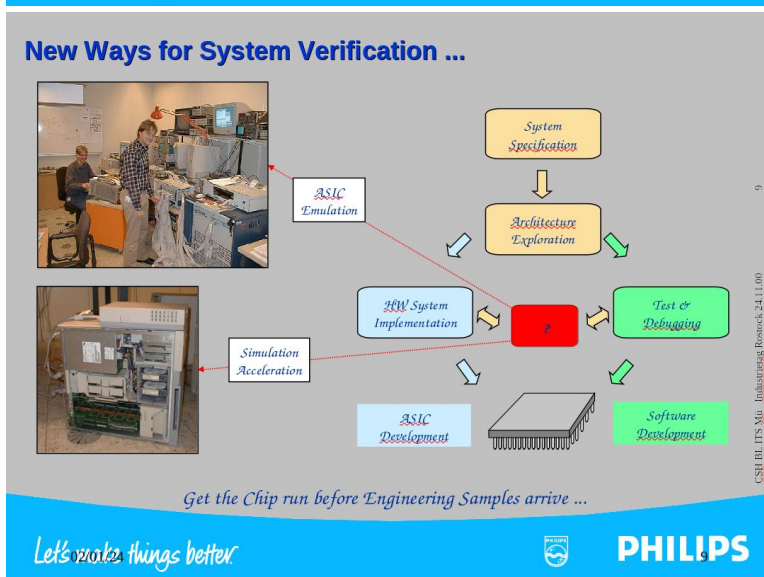 New Ways for System Verification ...
System
Specification
ASIC
Emulation
Architecture
Exploration
HW System
Implementation
?
Test &
Debugging
Simulation
Acceleration
ASIC
Development
Software
Development
Get the Chip run before Engineering Samples arrive ...
CSH BL ITS Mü Industrietag Rostock 24.11.00
9
Let's make things better.
02/01/24
PHILIPS
PHILIPS
9